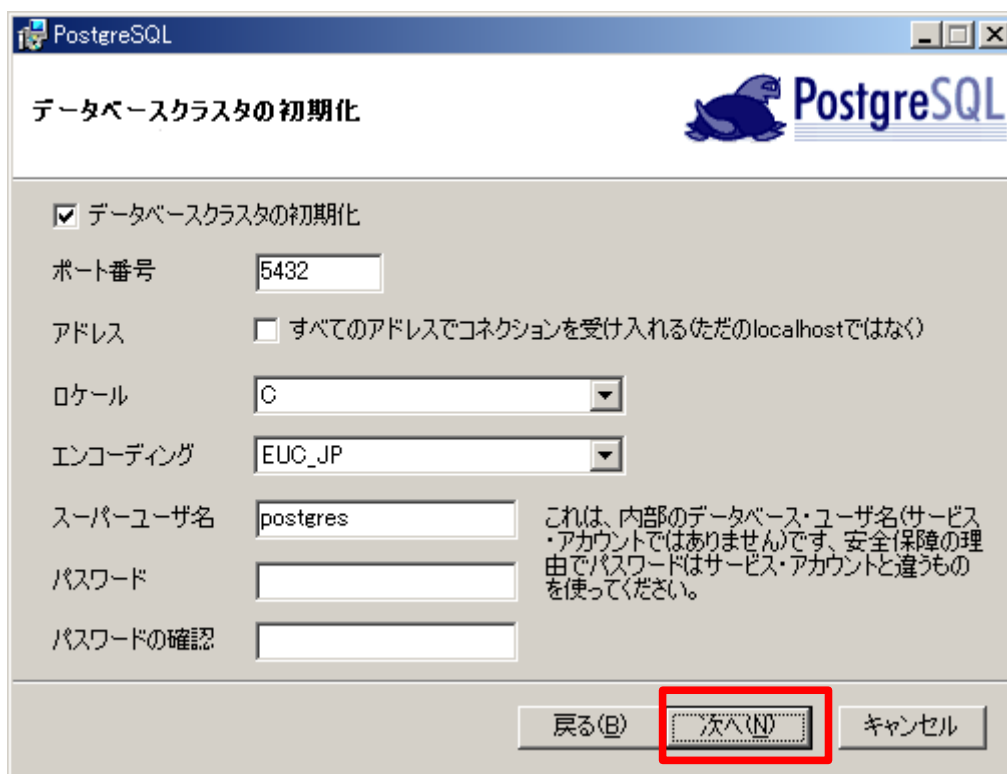 PostgreSQL
データベースクラスタの初期化
PostgreSQL
データベースクラスタの初期化
ポート番号 5432
アドレス すべてのアドレスでコネクションを受け入れる(ただのlocalhostではなく)
ロケール C
エンコーディング EUC_JP
スーパーユーザ名 postgres
これは、内部のデータベース・ユーザ名(サービス
・アカウントではありません)です、安全保障の理
由でパスワードはサービス・アカウントと違うもの
を使ってください。
パスワード
パスワードの確認
戻る(B) 次へ(N) キャンセル